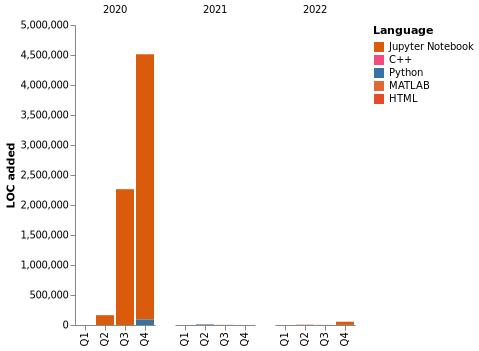 2020 2021 2022
5,000,000
4,500,000
4,000,000
3,500,000
3,000,000
2,500,000
2,000,000
1,500,000
1,000,000
500,000
0
LOC added
Q1 Q2 Q3 Q4 Q1 Q2 Q3 Q4 Q1 Q2 Q3 Q4
Language
Jupyter Notebook
C++
Python
MATLAB
HTML